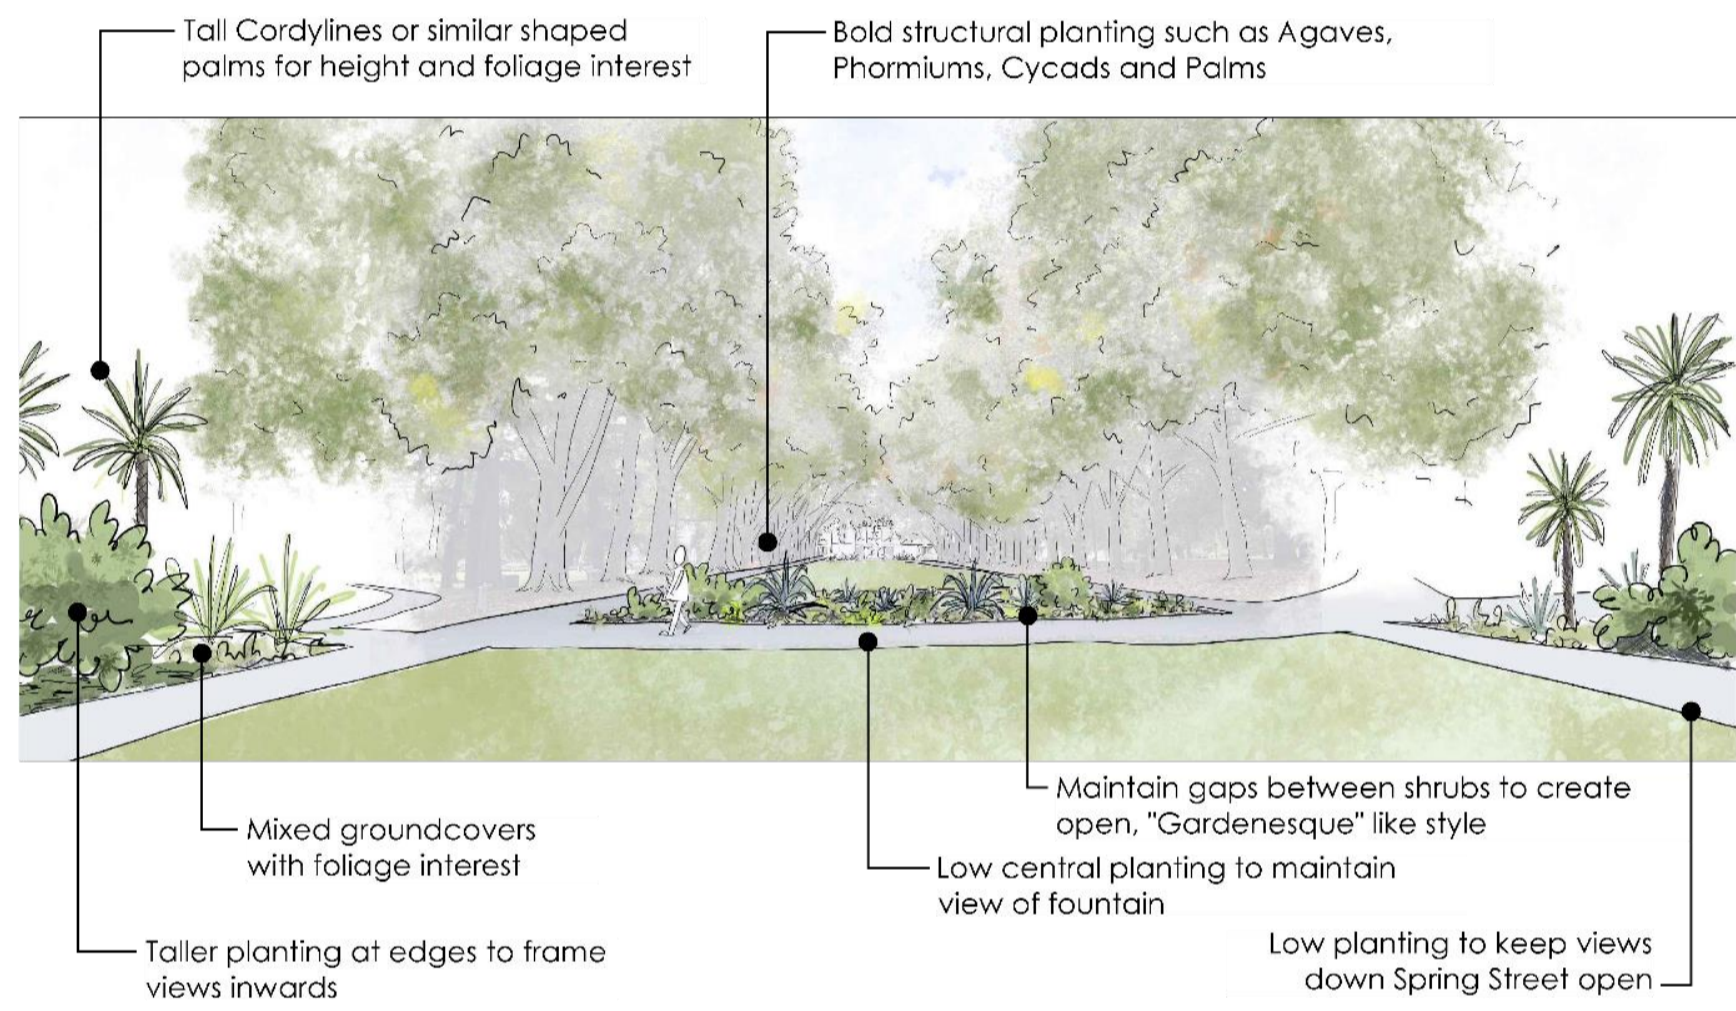 Tall Cordylines or similar shaped
palms for height and foliage interest
Bold structural planting such as Agaves,
Phormiums, Cycads and Palms
Maintain gaps between shrubs to create
open, "Gardenesque" like style
Mixed groundcovers
with foliage interest
Low central planting to maintain
view of fountain
Taller planting at edges to frame
views inwards
Low planting to keep views
down Spring Street open